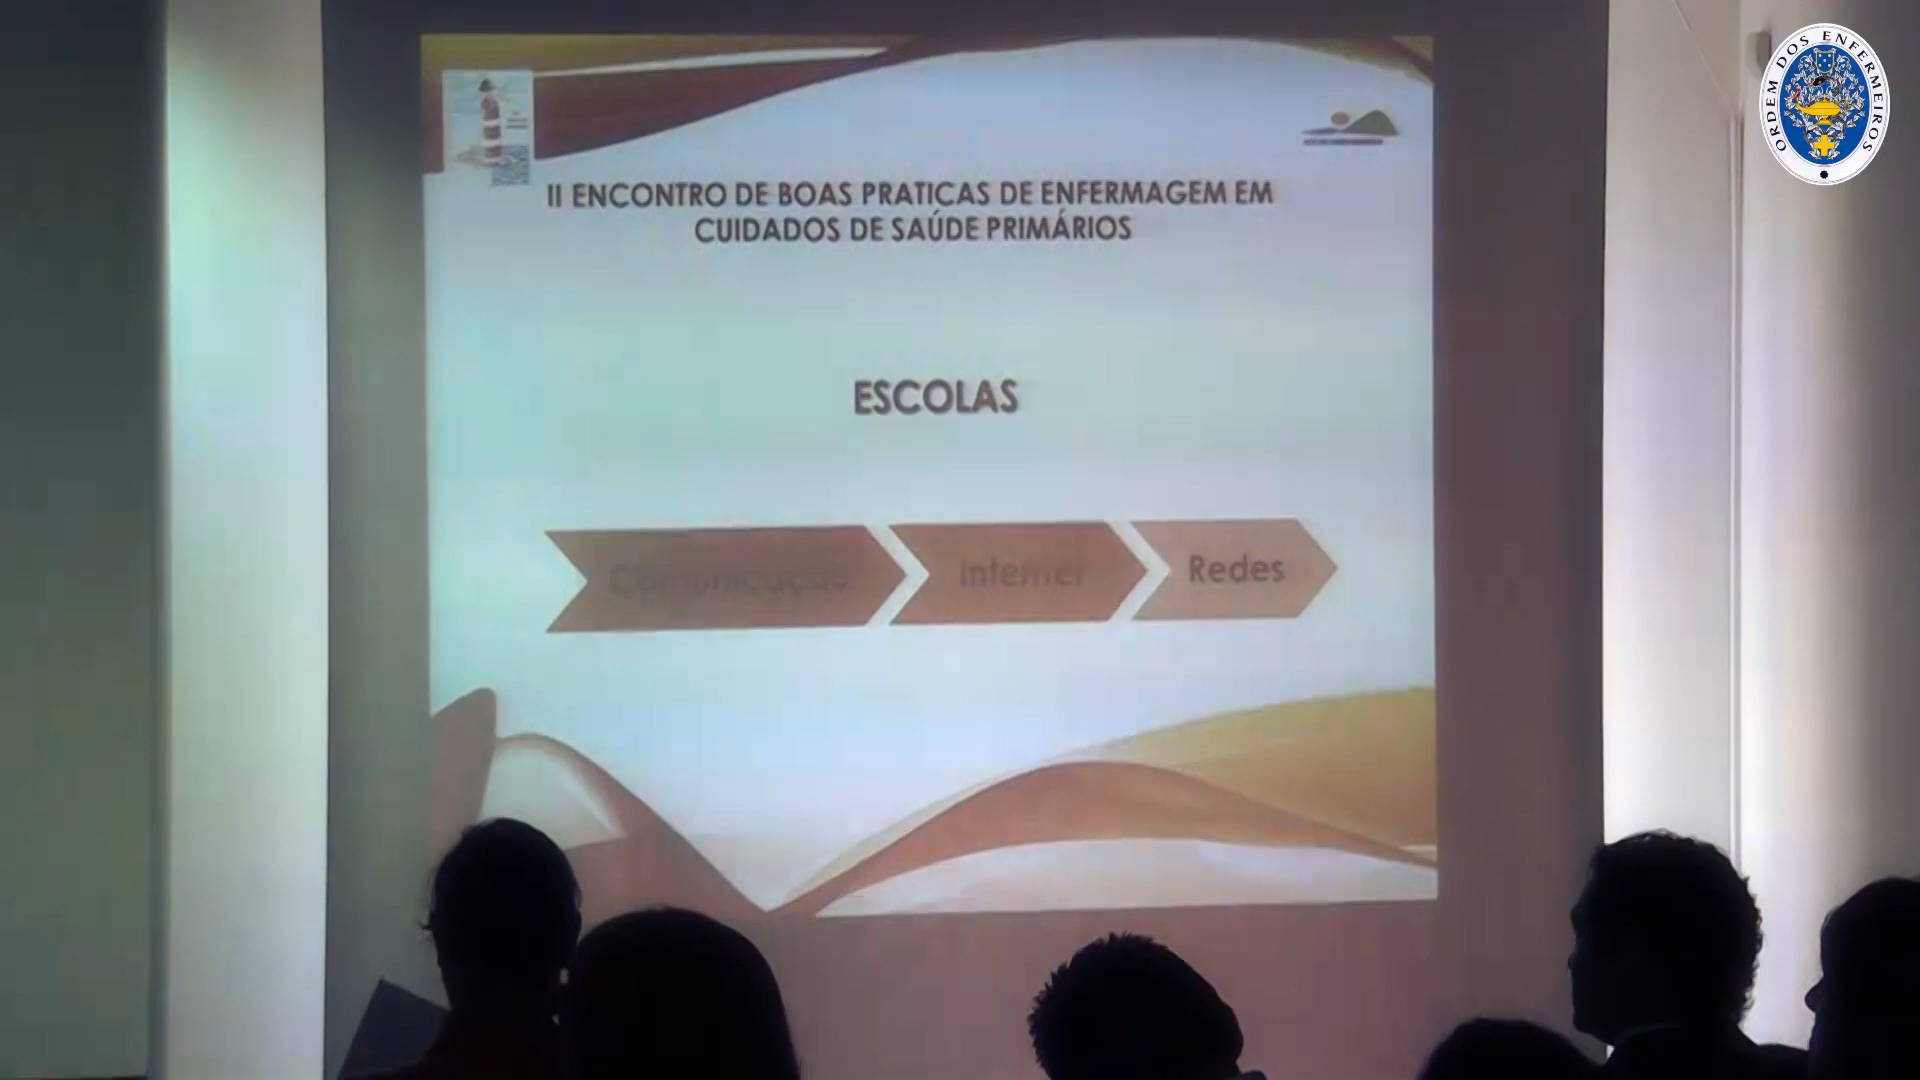 ORDEM DOS ENFERMEIROS
II ENCONTRO DE BOAS PRATICAS DE ENFERMAGEM EM
CUIDADOS DE SAÚDE PRIMÁRIOS
ESCOLAS
Comunicação
Internet
Redes